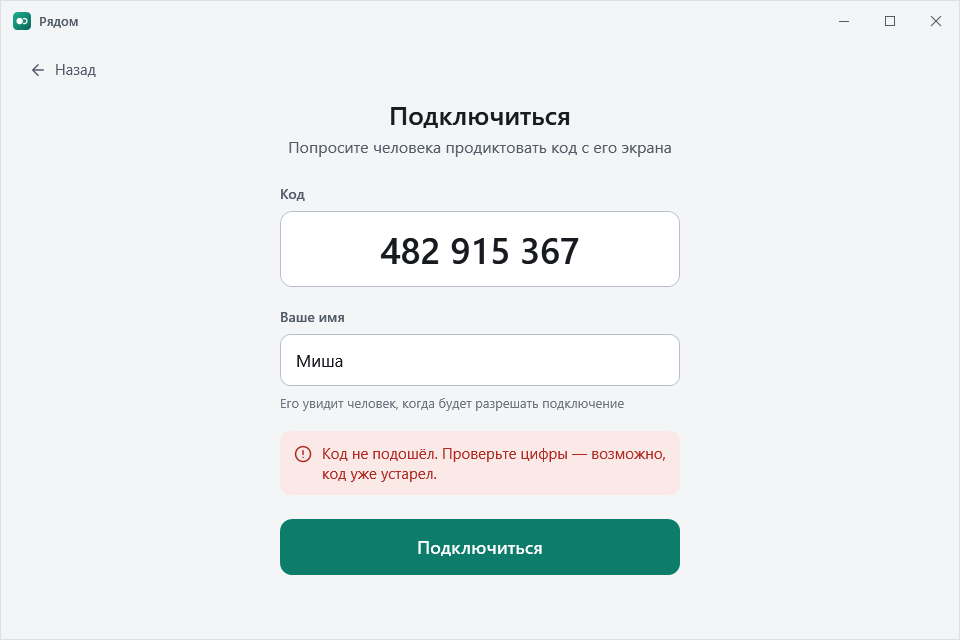 Рядом
Назад
Подключиться
Попросите человека продиктовать код с его экрана
Код
482 915 367
Ваше имя
Миша
Его увидит человек, когда будет разрешать подключение
Код не подошёл. Проверьте цифры — возможно,
код уже устарел.
Подключиться